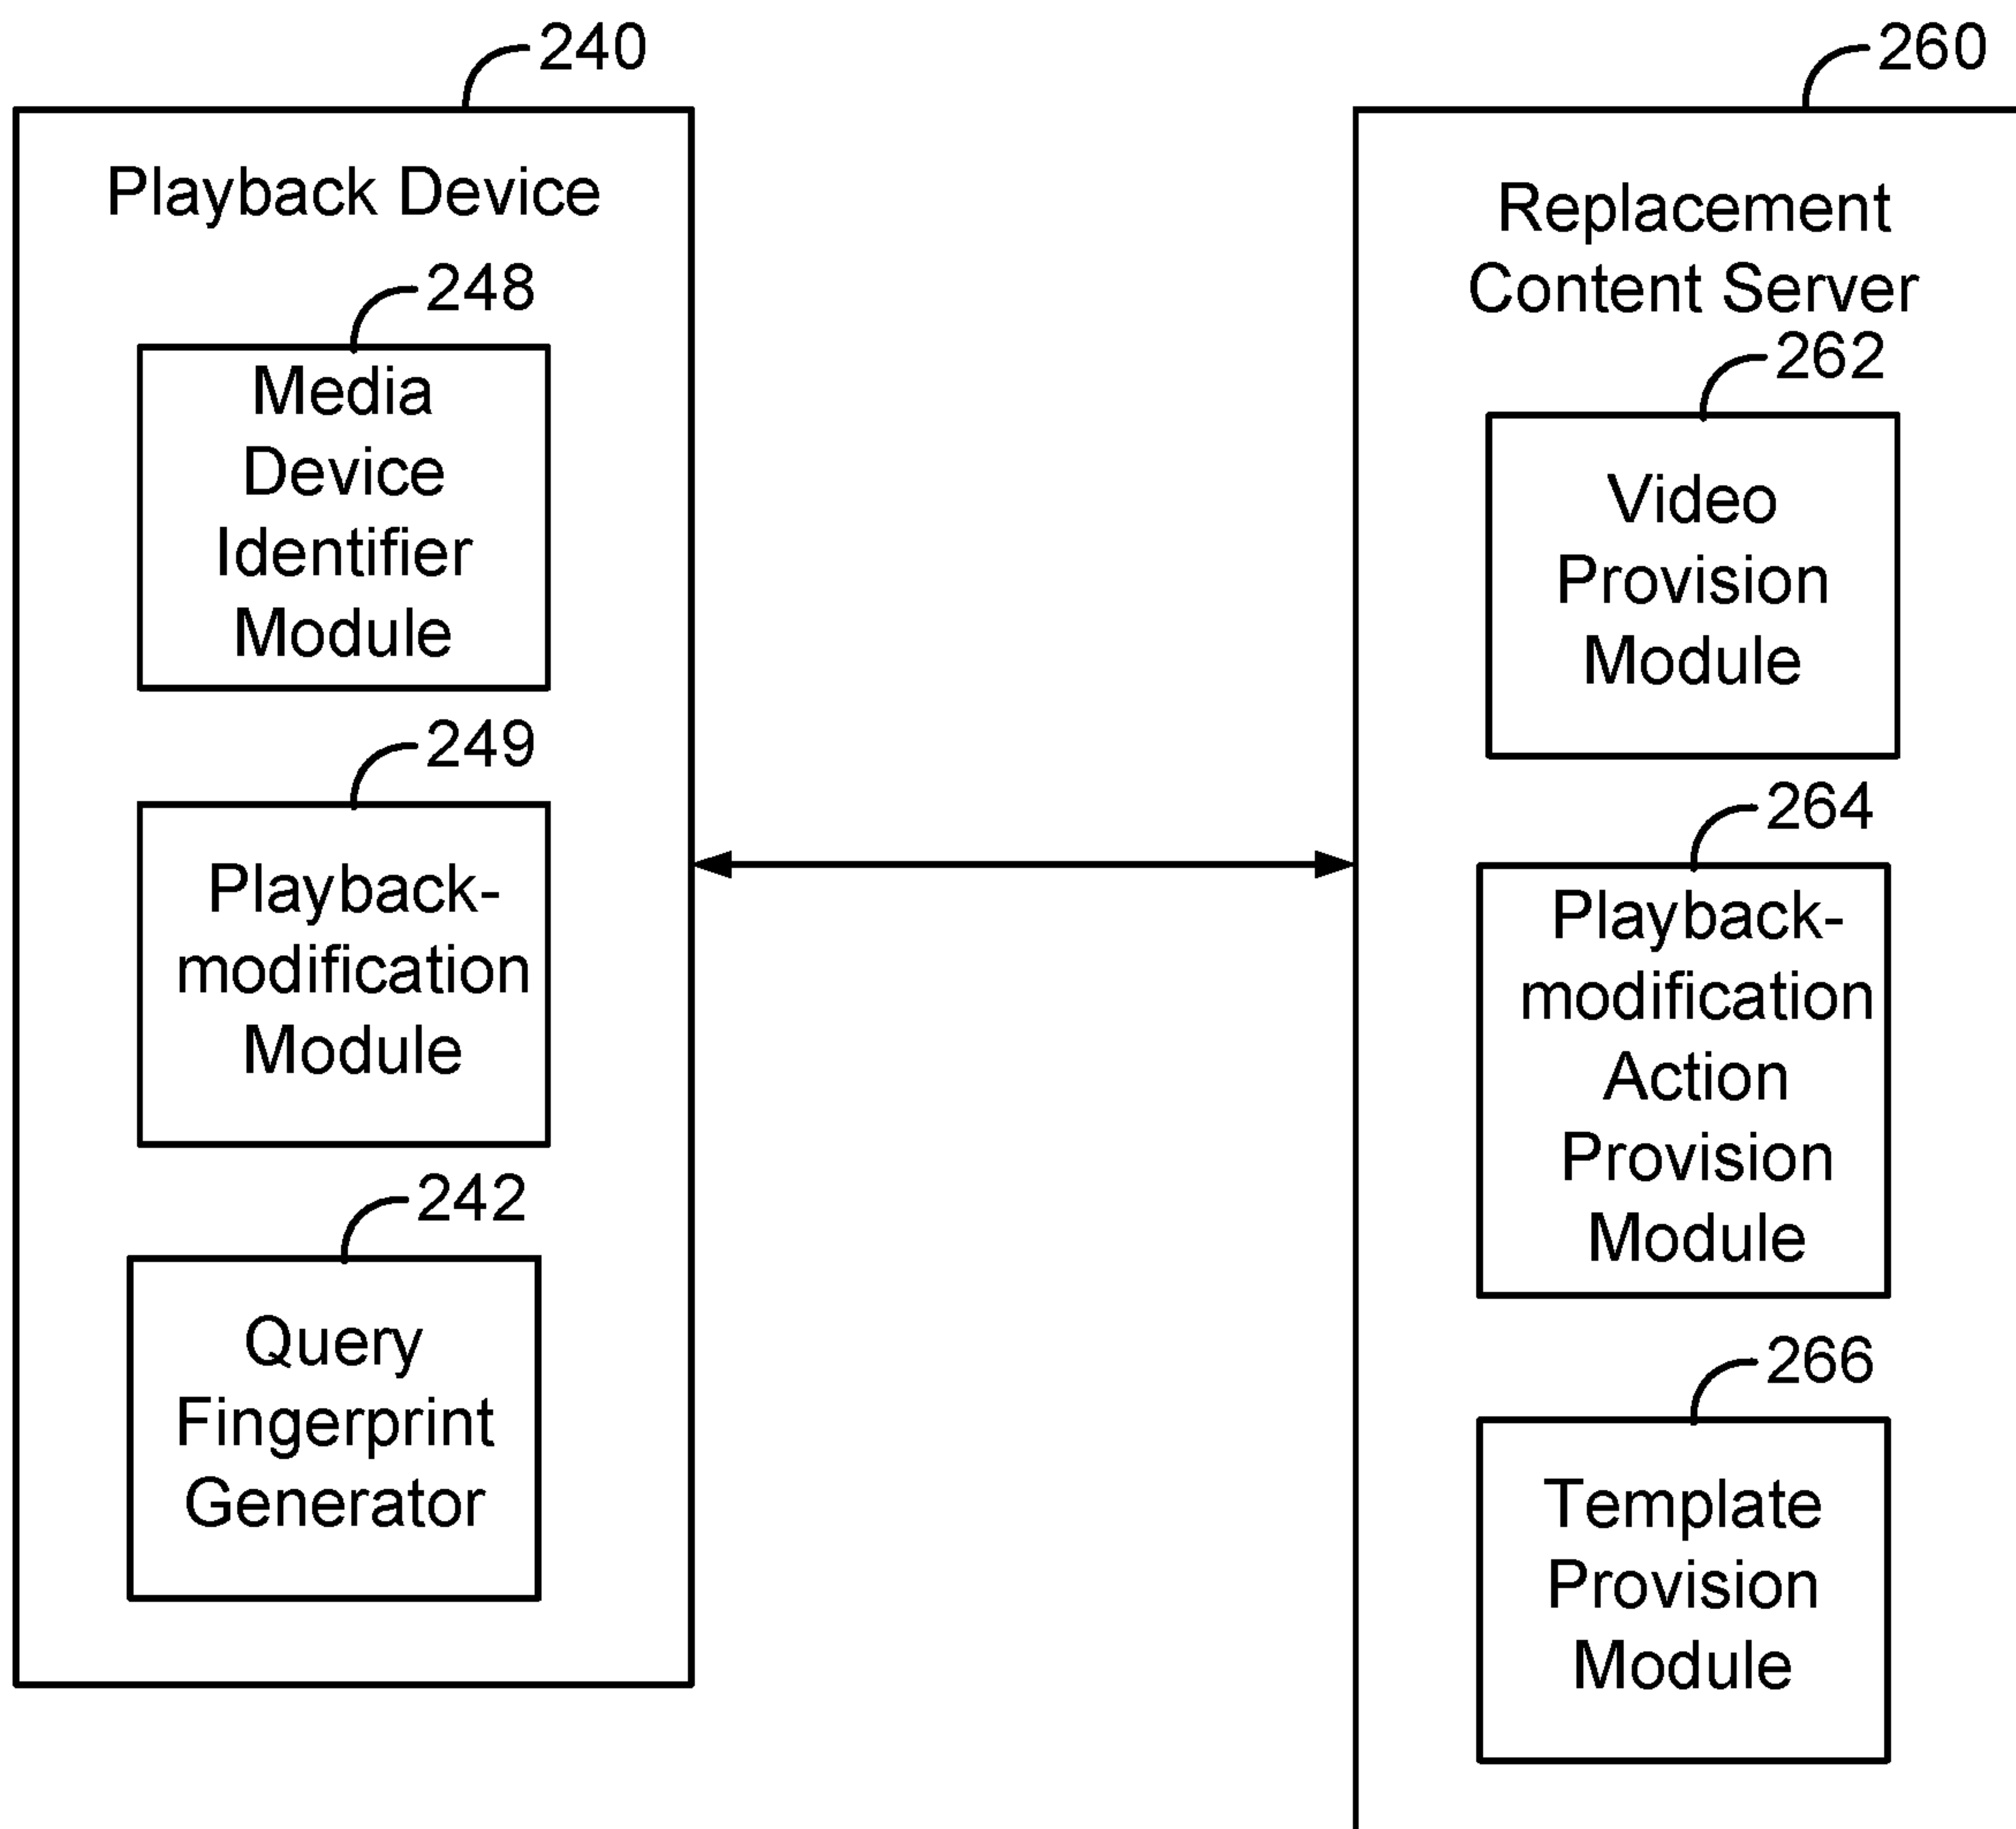 240
Playback Device
248
Media
Device
Identifier
Module
249
Playback-
modification
Module
242
Query
Fingerprint
Generator
260
Replacement
Content Server
262
Video
Provision
Module
264
Playback-
modification
Action
Provision
Module
266
Template
Provision
Module